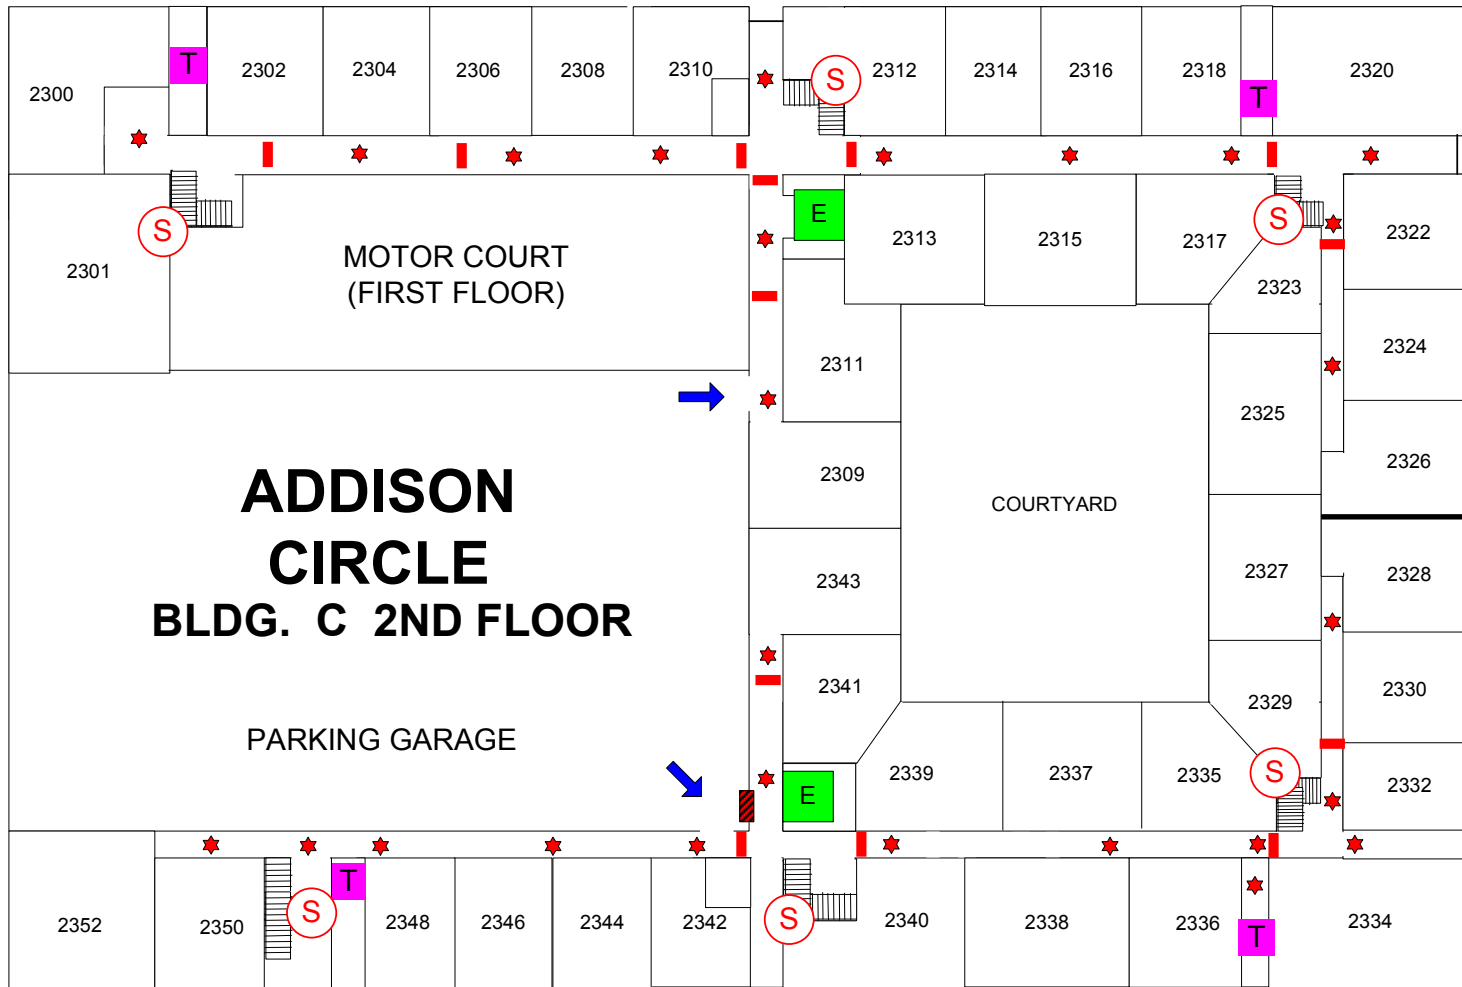 2300
T
2302
2304
2306
2308
2310
S
2312
2314
2316
2318
T
2320
S
2301
MOTOR COURT
(FIRST FLOOR)
E
2313
2315
2317
S
2322
2323
2311
2324
2325
2309
2326
ADDISON
CIRCLE
BLDG. C 2ND FLOOR
COURTYARD
2343
2327
2328
2341
2329
2330
PARKING GARAGE
E
2339
2337
2335
S
2332
2352
2350
S
T
2348
2346
2344
2342
S
2340
2338
2336
T
2334